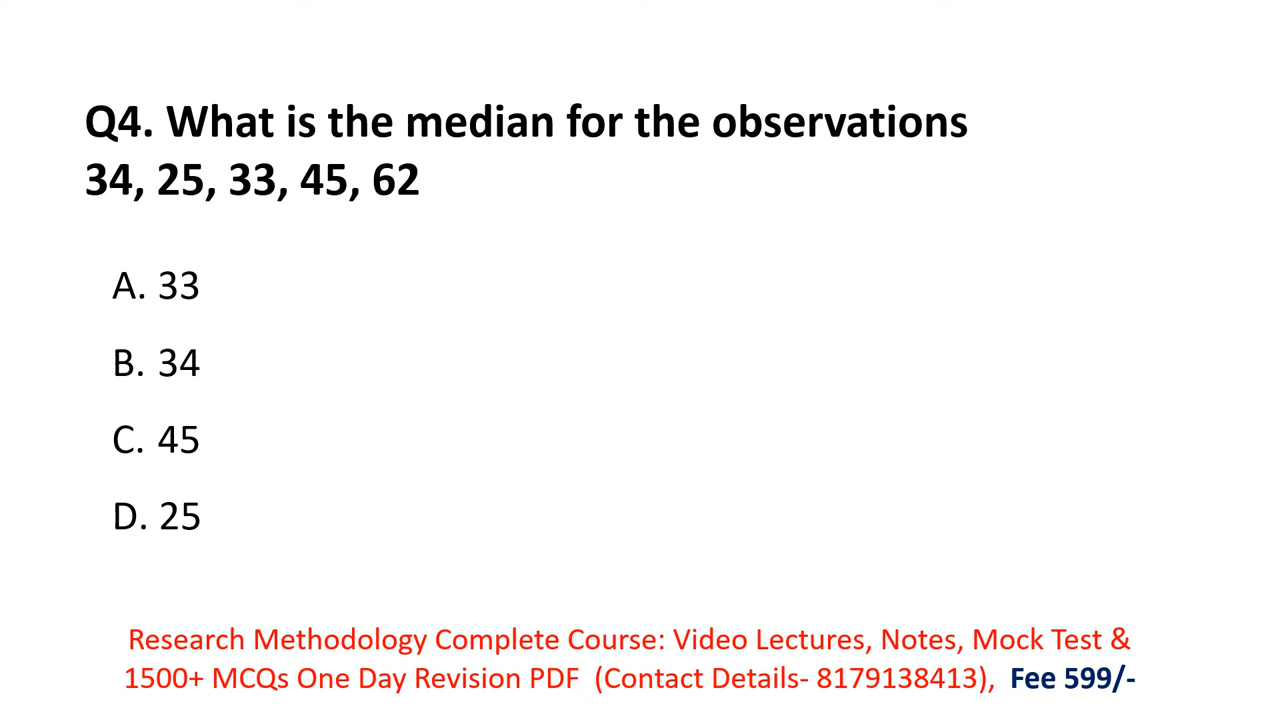 Q4. What is the median for the observations
34, 25, 33, 45, 62
A. 33
B. 34
C. 45
D. 25
Research Methodology Complete Course: Video Lectures, Notes, Mock Test &
1500+ MCQs One Day Revision PDF (Contact Details- 8179138413), Fee 599/-